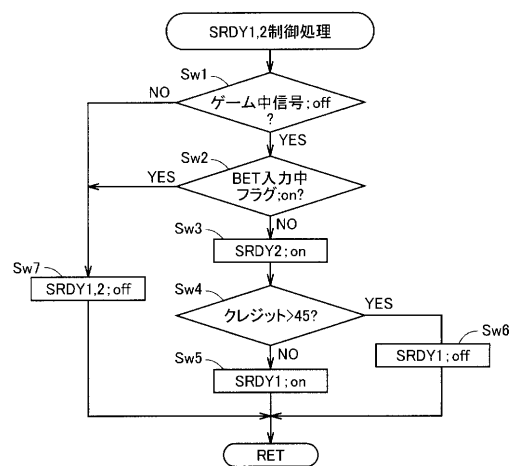 SRDY1,2制御処理
Sw1
ゲーム中信号;off
?
NO
YES
Sw2
BET入力中
フラグ;on?
YES
NO
Sw3
SRDY2;on
Sw7
SRDY1,2;off
Sw4
クレジット>45?
YES
NO
Sw6
SRDY1;off
Sw5
SRDY1;on
RET